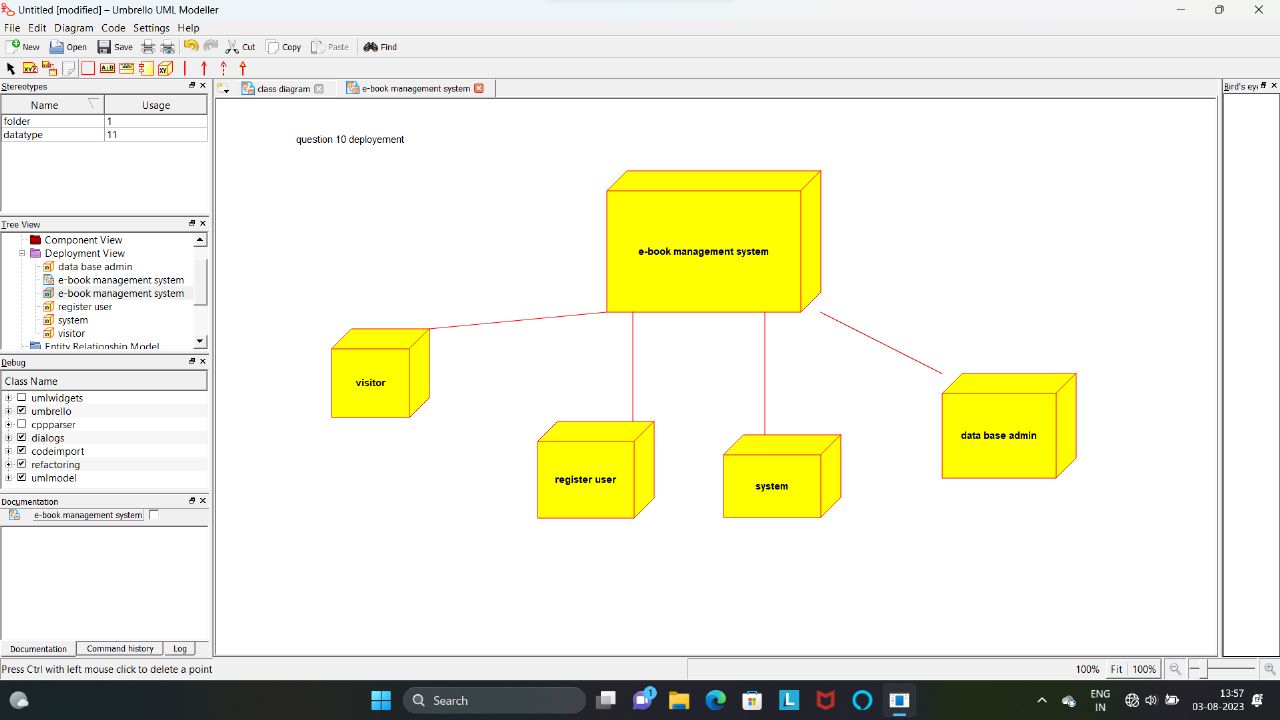 Untitled [modified] – Umbrello UML Modeller
File Edit Diagram Code Settings Help
New Open Save Cut Copy Paste Find
Stereotypes
Name Usage
folder 1
datatype 11
Tree View
Component View
Deployment View
data base admin
e-book management system
e-book management system
register user
system
visitor
Entity Relationship Model
Debug
Class Name
umlwidgets
umbrello
cppparser
dialogs
codeimport
refactoring
umlmodel
Documentation
e-book management system
Documentation Command history Log
Press Ctrl with left mouse click to delete a point
class diagram e-book management system
question 10 deployement
e-book management system
visitor
register user
system
data base admin
Bird's ey
100% Fit 100%
Search
1
L
ENG
IN
13:57
03-08-2023